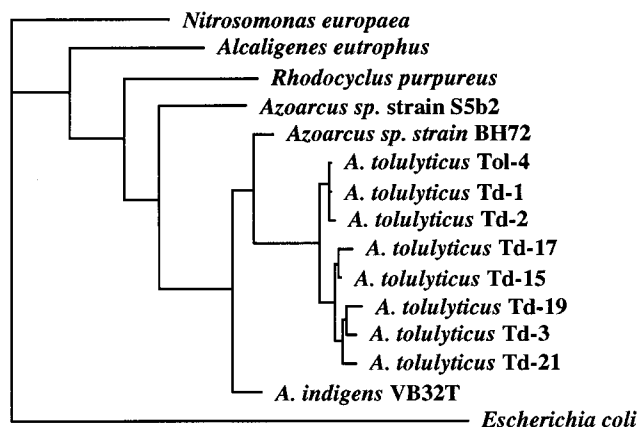 Nitrosomonas europaea
Alcaligenes eutrophus
Rhodocyclus purpureus
Azoarcus sp. strain S5b2
Azoarcus sp. strain BH72
A. tolulyticus Tol-4
A. tolulyticus Td-1
A. tolulyticus Td-2
A. tolulyticus Td-17
A. tolulyticus Td-15
A. tolulyticus Td-19
A. tolulyticus Td-3
A. tolulyticus Td-21
A. indigens VB32T
Escherichia coli